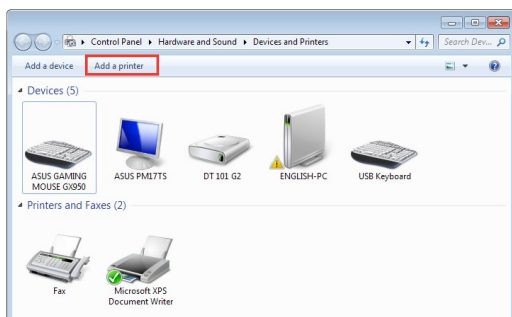 Control Panel ▸ Hardware and Sound ▸ Devices and Printers
Search Dev...
Add a device
Add a printer
Devices (5)
ASUS GAMING
MOUSE GX950
ASUS PM17TS
DT 101 G2
ENGLISH-PC
USB Keyboard
Printers and Faxes (2)
Fax
Microsoft XPS
Document Writer